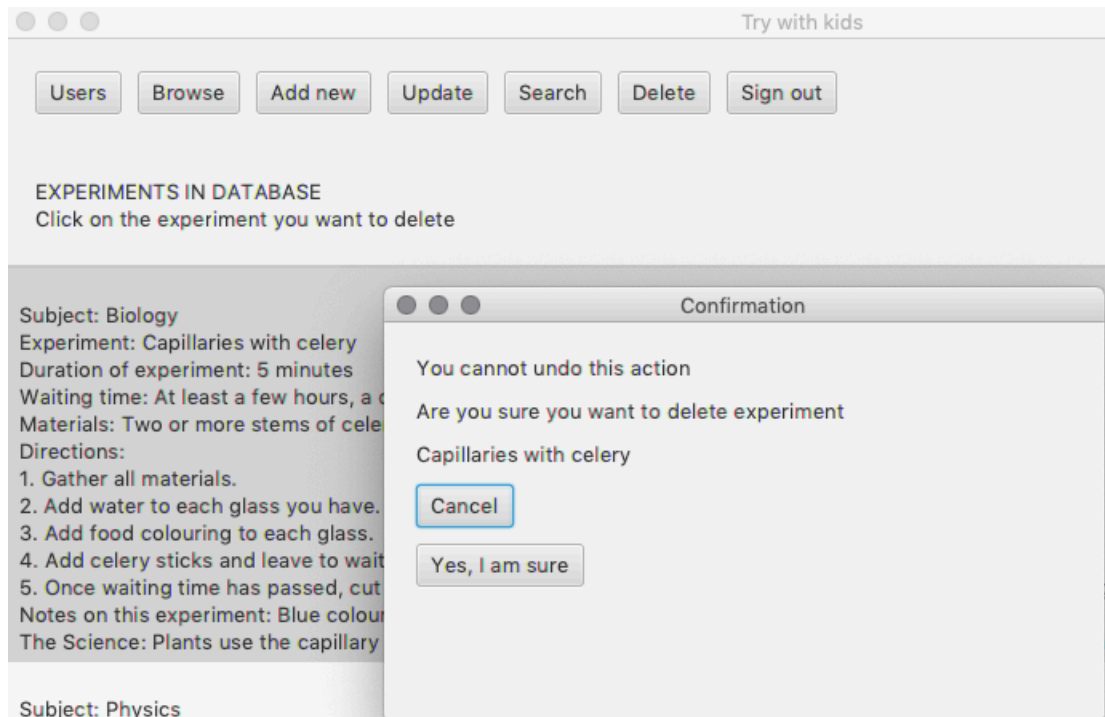 Try with kids
Users Browse Add new Update Search Delete Sign out
EXPERIMENTS IN DATABASE
Click on the experiment you want to delete
Subject: Biology
Experiment: Capillaries with celery
Duration of experiment: 5 minutes
Waiting time: At least a few hours, a
Materials: Two or more stems of
Directions:
1. Gather all materials.
2. Add water to each glass you have.
3. Add food colouring to each glass.
4. Add celery sticks and leave to wait
5. Once waiting time has passed, cut
Notes on this experiment: Blue
The Science: Plants use the capillary
Subject: Physics
Confirmation
You cannot undo this action
Are you sure you want to delete experiment
Capillaries with celery
Cancel
Yes, I am sure